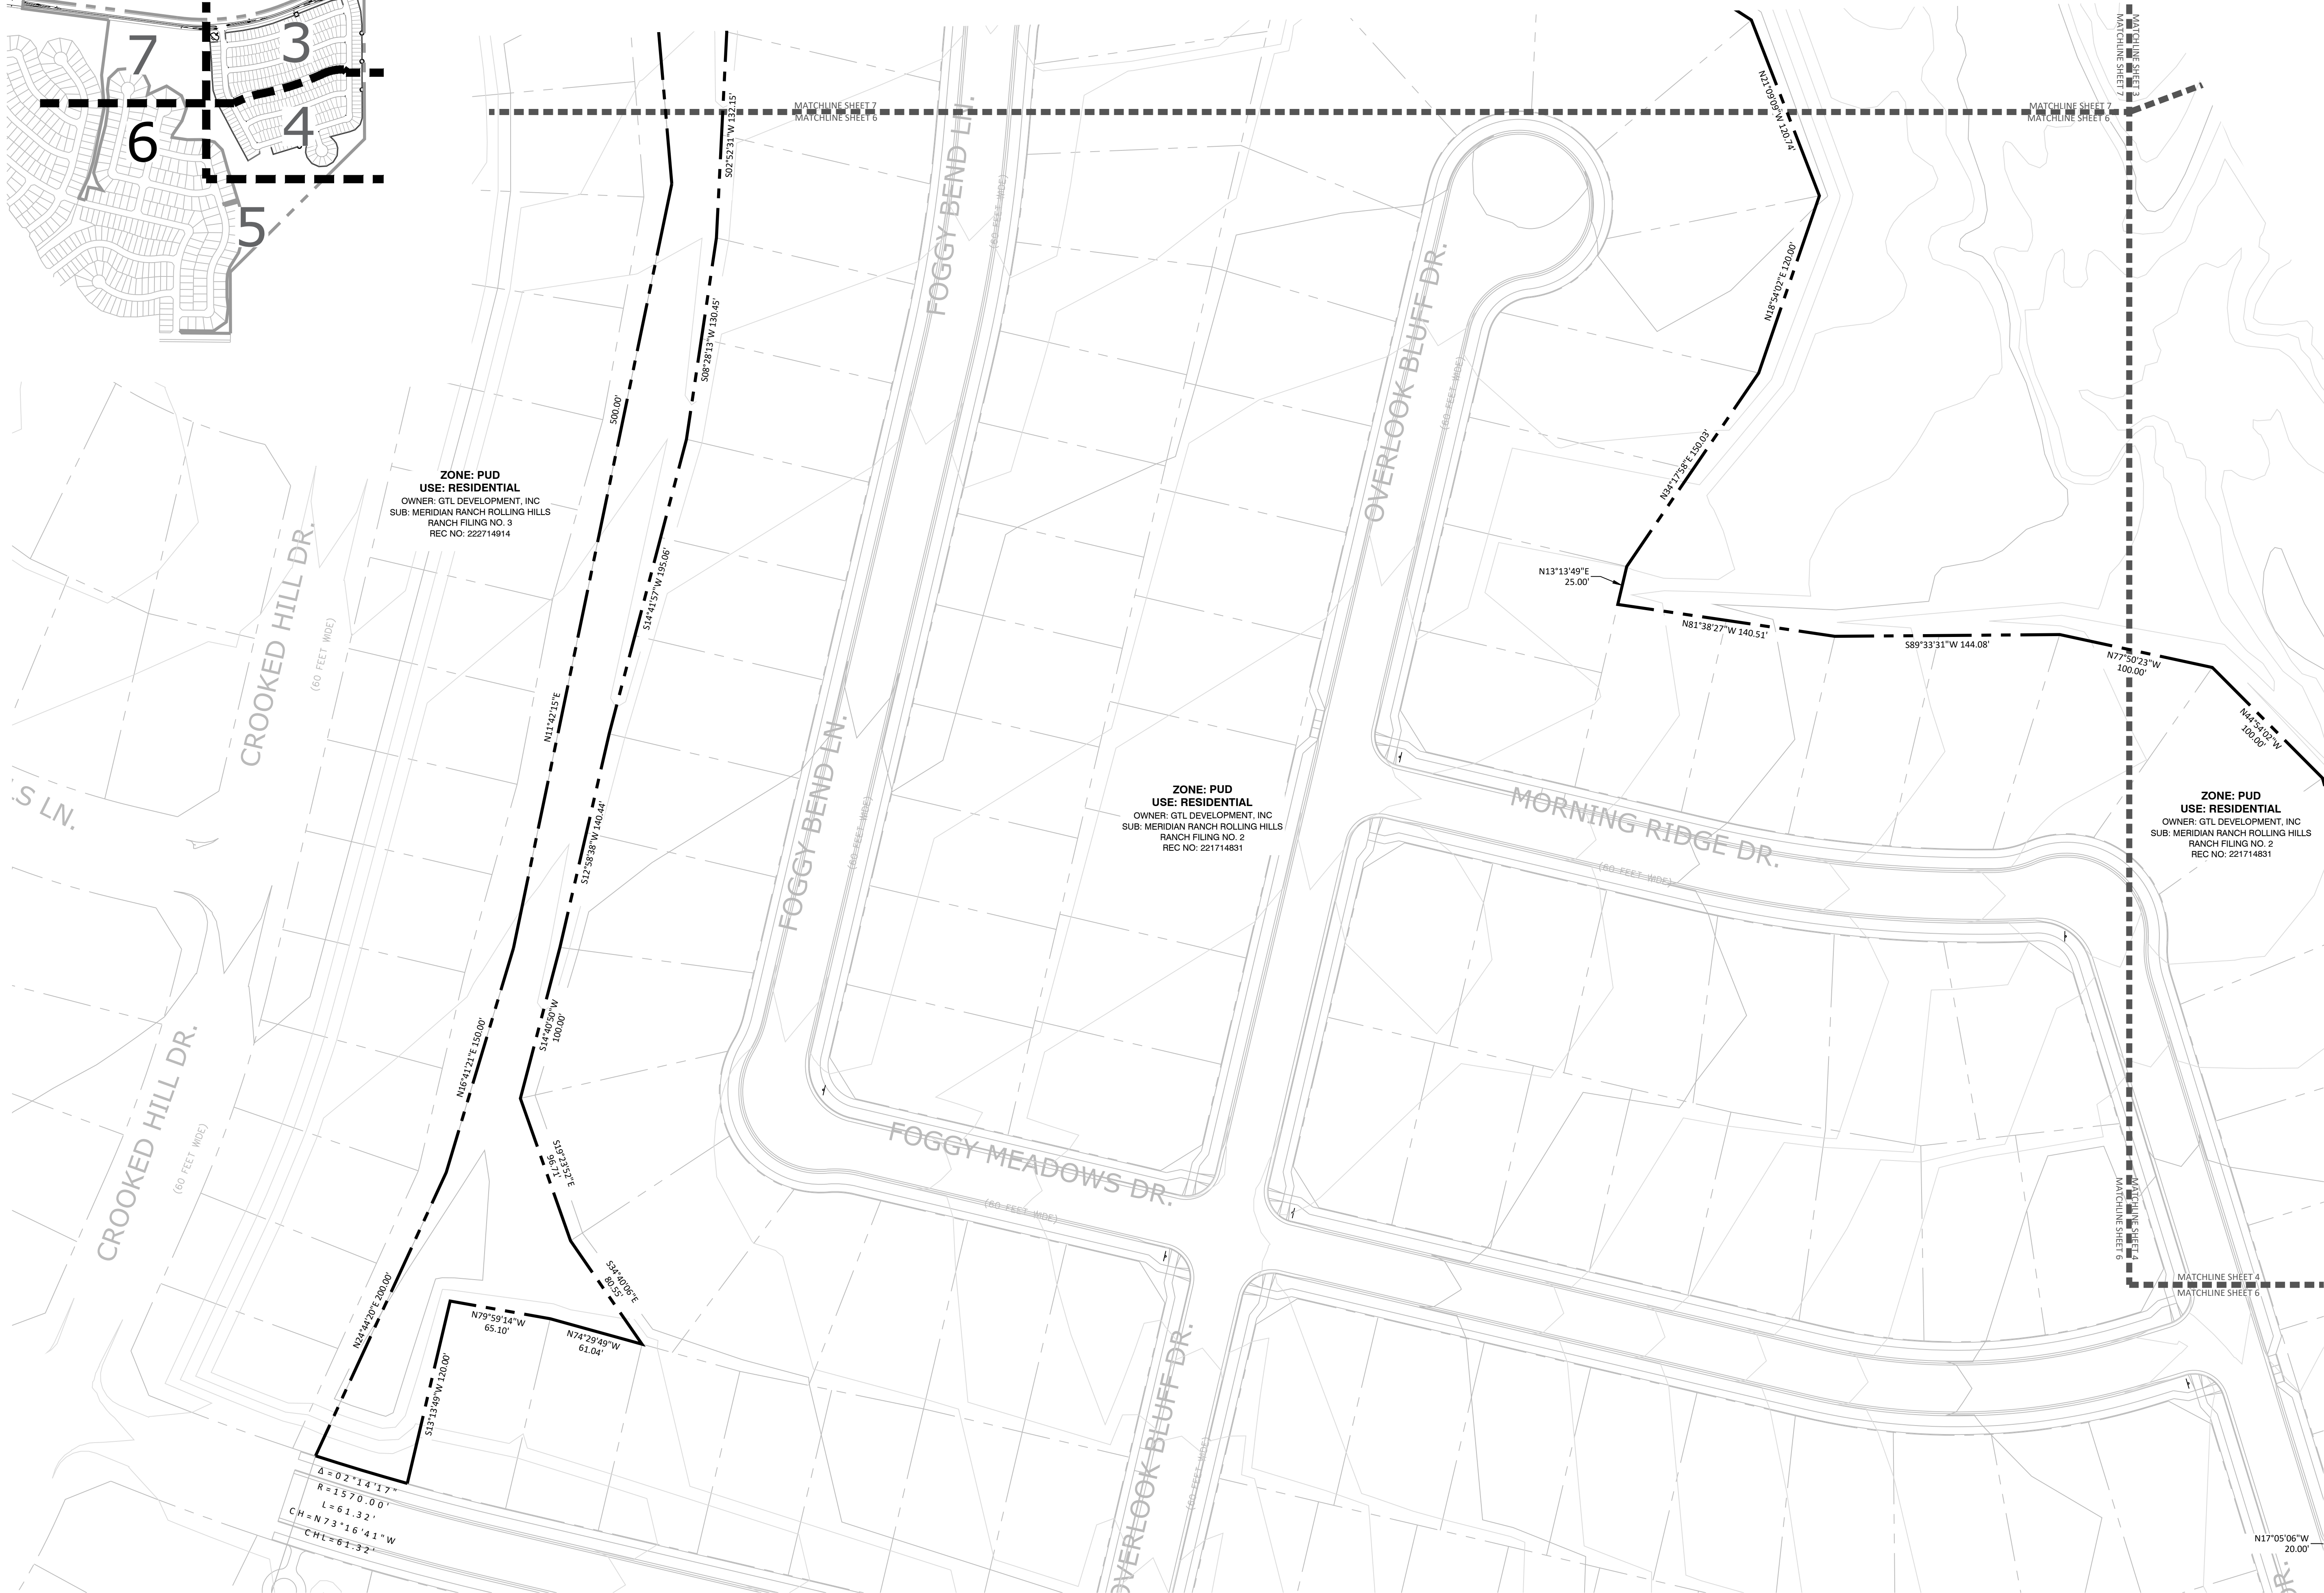 7
3
6
4
5
MATCHLINE SHEET 7
MATCHLINE SHEET 6
MATCHLINE SHEET 7
MATCHLINE SHEET 6
MATCHLINE SHEET 3
MATCHLINE SHEET 7
S02°52'31"W 132.15'
FOGGY BEND LN.
(60 FEET WIDE)
N21°09'09"W 120.74'
S08°28'13"W 130.45'
OVERLOOK BLUFF DR.
(60 FEET WIDE)
N18°54'02"E 120.00'
500.00'
N11°42'15"E
ZONE: PUD
USE: RESIDENTIAL
OWNER: GTL DEVELOPMENT, INC
SUB: MERIDIAN RANCH ROLLING HILLS
RANCH FILING NO. 3
REC NO: 222714914
N34°17'58"E 150.03'
CROOKED HILL DR.
(60 FEET WIDE)
S14°41'57"W 195.06'
N13°13'49"E
25.00'
N81°38'27"W 140.51'
S89°33'31"W 144.08'
N77°50'23"W
100.00'
N44°54'02"W
100.00'
S LN.
FOGGY BEND LN.
(60 FEET WIDE)
S12°58'38"W 140.44'
ZONE: PUD
USE: RESIDENTIAL
OWNER: GTL DEVELOPMENT, INC
SUB: MERIDIAN RANCH ROLLING HILLS
RANCH FILING NO. 2
REC NO: 221714831
MORNING RIDGE DR.
(60 FEET WIDE)
ZONE: PUD
USE: RESIDENTIAL
OWNER: GTL DEVELOPMENT, INC
SUB: MERIDIAN RANCH ROLLING HILLS
RANCH FILING NO. 2
REC NO: 221714831
S14°40'50"W
100.00'
N16°41'21"E 150.00'
CROOKED HILL DR.
(60 FEET WIDE)
S19°23'52"E
96.71'
FOGGY MEADOWS DR.
(60 FEET WIDE)
MATCHLINE SHEET 4
MATCHLINE SHEET 6
MATCHLINE SHEET 4
MATCHLINE SHEET 6
S34°40'06"E
80.55'
N24°44'20"E 200.00'
N79°59'14"W
65.10'
N74°29'49"W
61.04'
S13°13'49"W 120.00'
OVERLOOK BLUFF DR.
(60 FEET WIDE)
Δ=02°14'17"
R=1570.00'
L=61.32'
CH=N73°16'41"W
CHL=61.32'
N17°05'06"W
20.00'
DR.